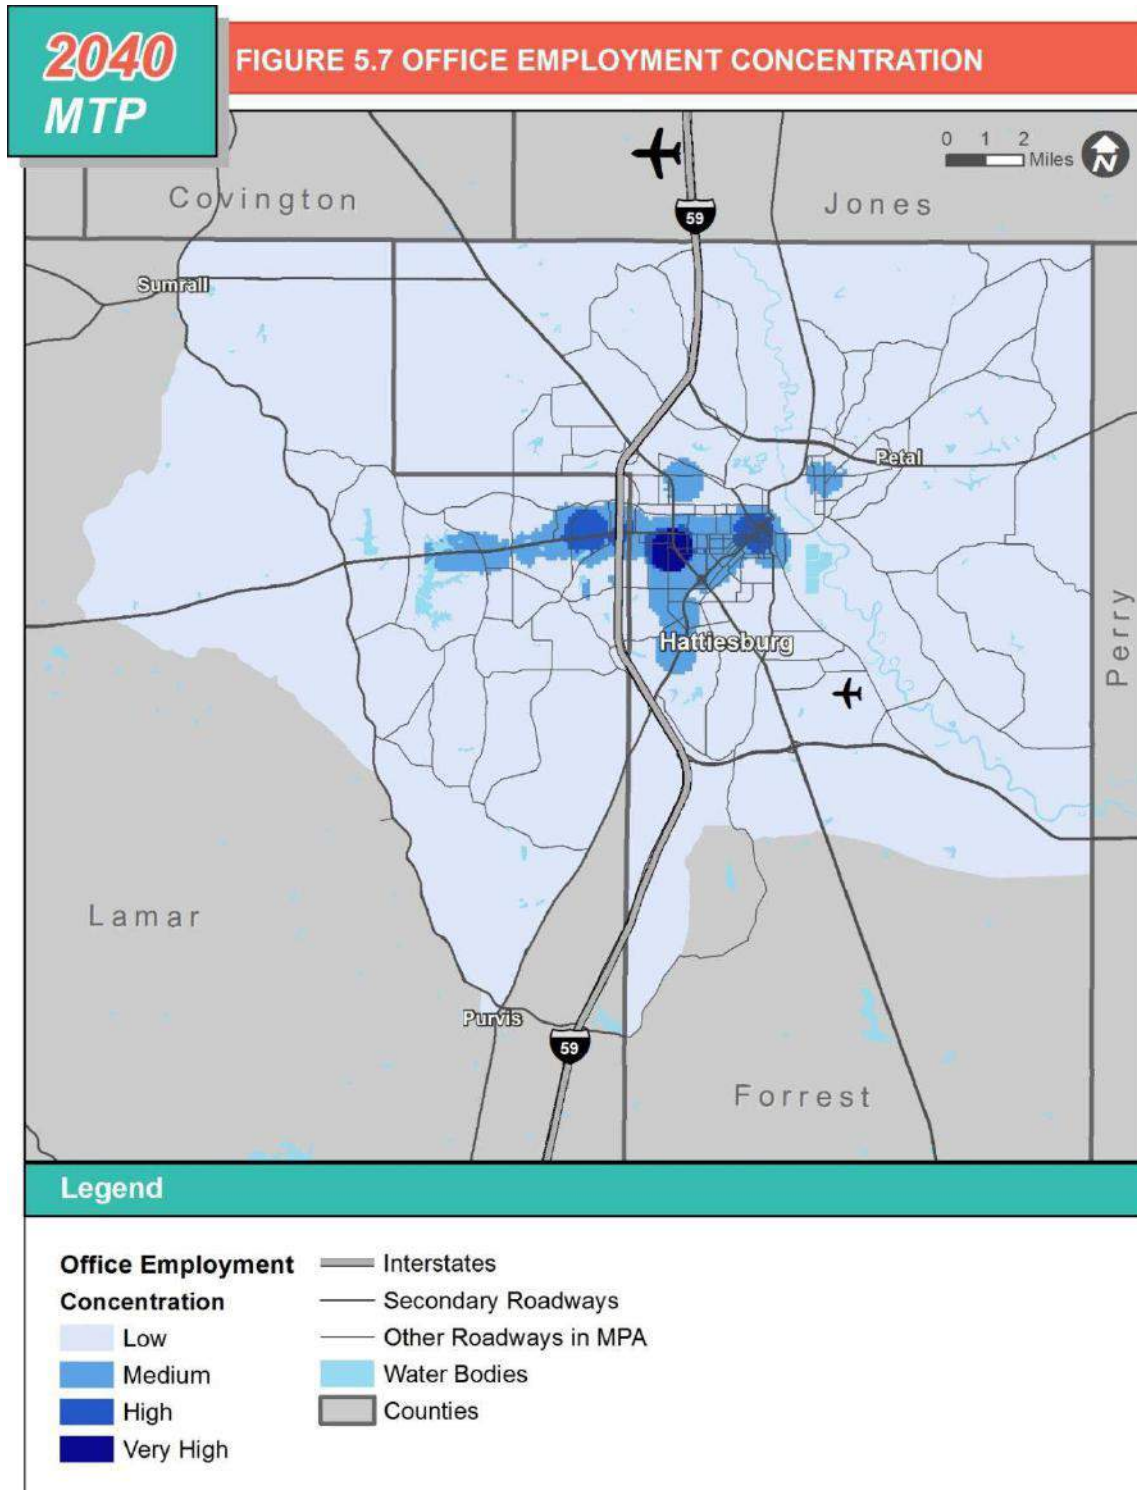 2040
MTP
FIGURE 5.7 OFFICE EMPLOYMENT CONCENTRATION
0 1 2
Miles
N
Covington
Jones
59
Sumrall
Petal
Hattiesburg
Perry
Lamar
Purvis
59
Forrest
Legend
Office Employment
Concentration
Low
Medium
High
Very High
Interstates
Secondary Roadways
Other Roadways in MPA
Water Bodies
Counties